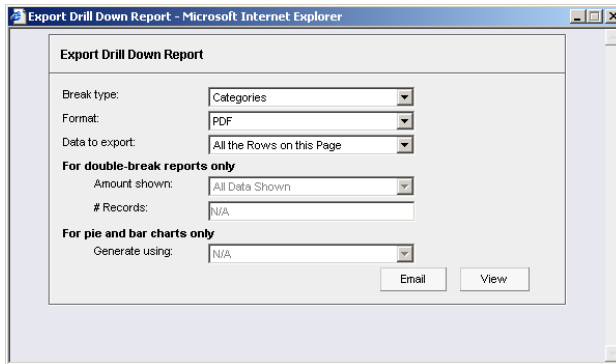 Export Drill Down Report - Microsoft Internet Explorer
Export Drill Down Report
Break type: Categories
Format: PDF
Data to export: All the Rows on this Page
For double-break reports only
Amount shown: All Data Shown
# Records: N/A
For pie and bar charts only
Generate using: N/A
Email View